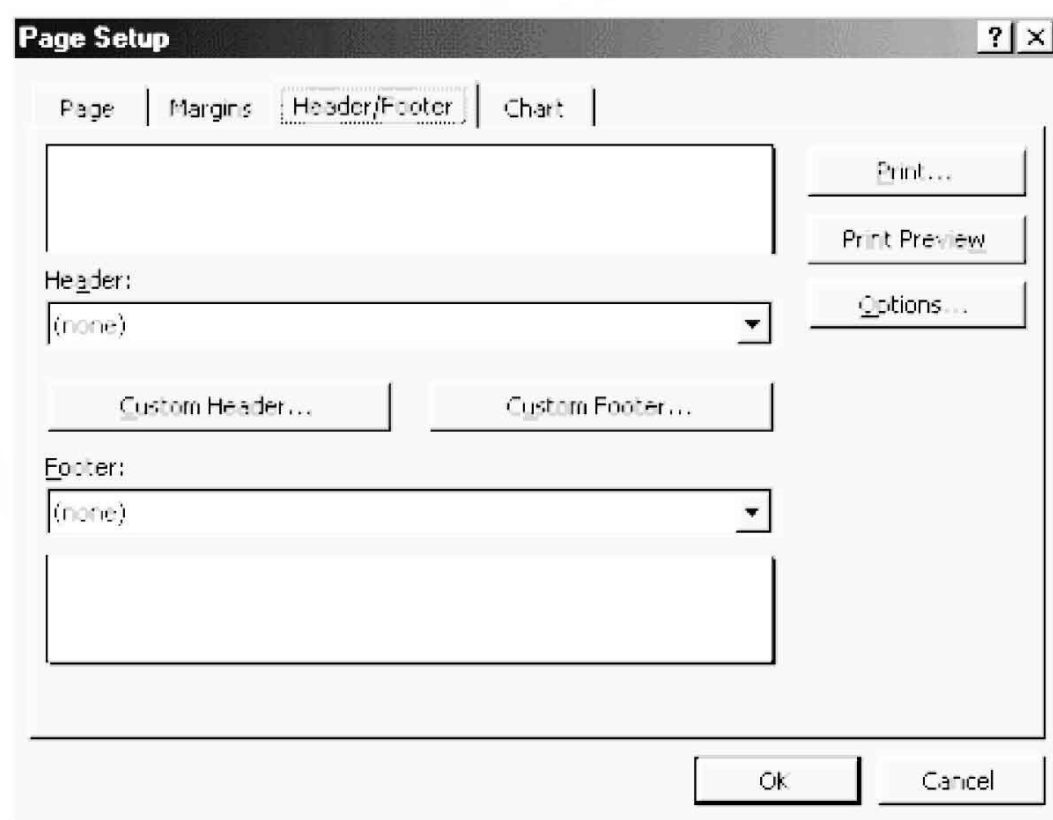 Page Setup
? ×
Page Margins Header/Footer Chart
Print...
Print Preview
Header:
Options...
(none)
Custom Header... Custom Footer...
Footer:
(none)
OK Cancel